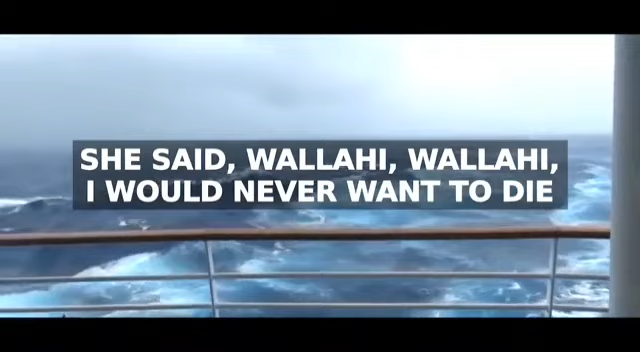 SHE SAID, WALLAHI, WALLAHI,
I WOULD NEVER WANT TO DIE